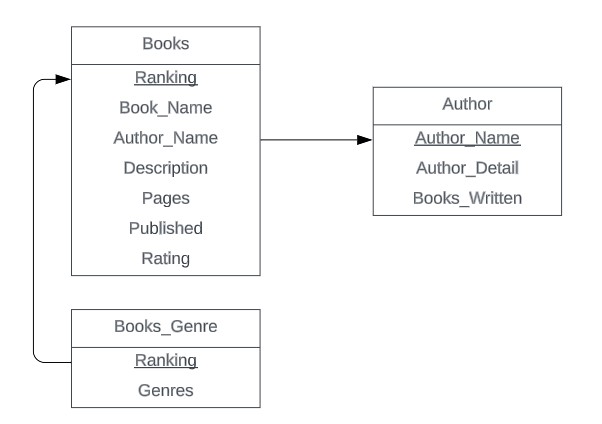 Books
Ranking
Book_Name
Author_Name
Description
Pages
Published
Rating
Author
Author_Name
Author_Detail
Books_Written
Books_Genre
Ranking
Genres